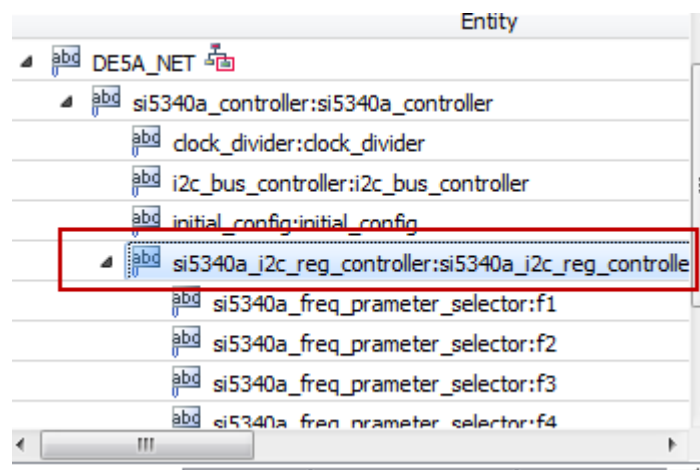 Entity
DE5A_NET
si5340a_controller:si5340a_controller
clock_divider:clock_divider
i2c_bus_controller:i2c_bus_controller
initial_config:initial_config
si5340a_i2c_reg_controller:si5340a_i2c_reg_controlle
si5340a_freq_prameter_selector:f1
si5340a_freq_prameter_selector:f2
si5340a_freq_prameter_selector:f3
si5340a_freq_prameter_selector:f4